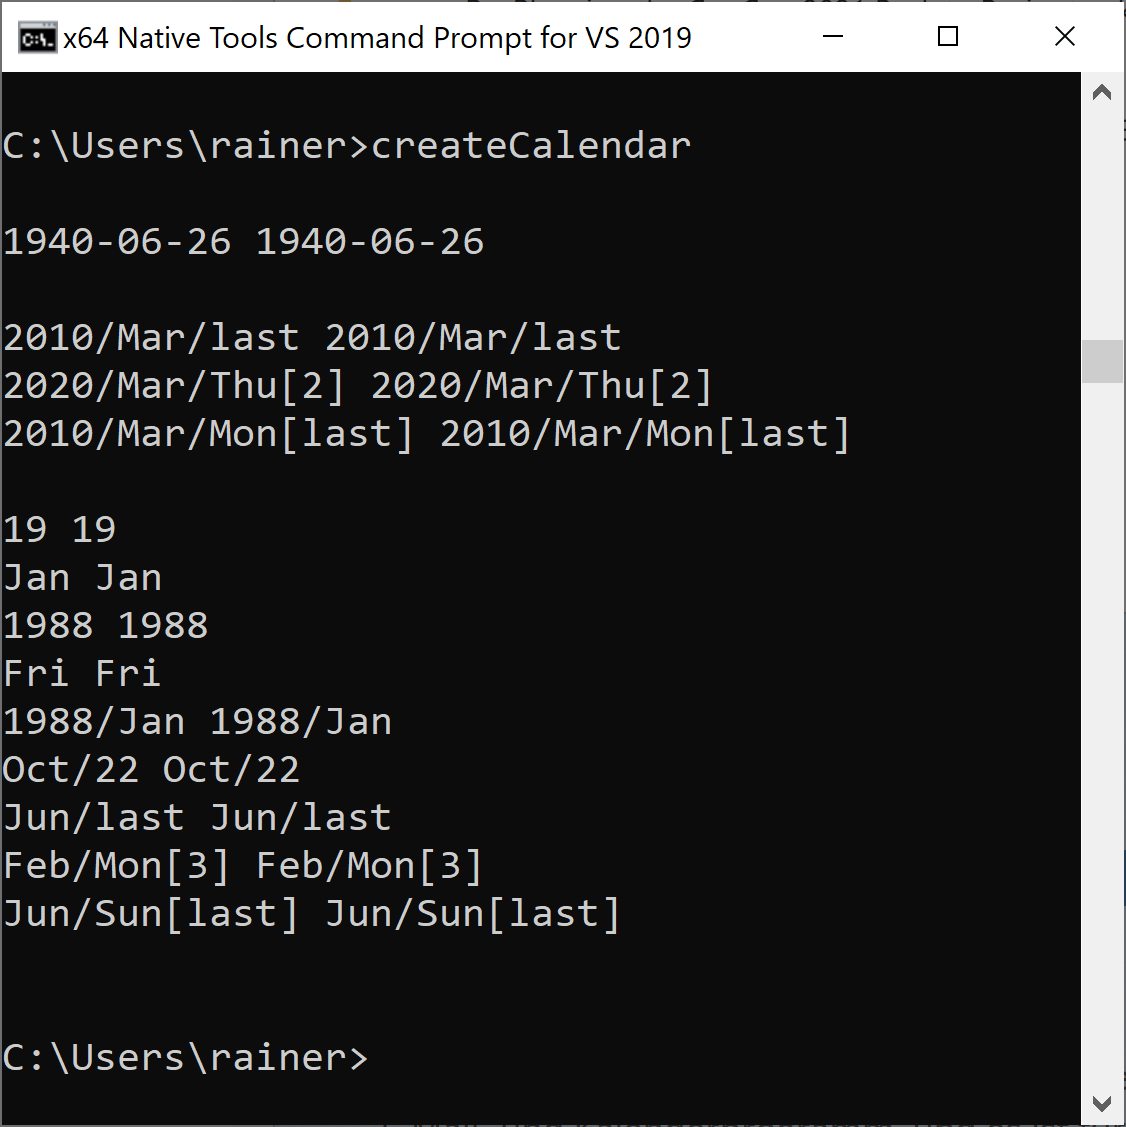 x64 Native Tools Command Prompt for VS 2019
C:\Users\rainer>createCalendar
1940-06-26 1940-06-26
2010/Mar/last 2010/Mar/last
2020/Mar/Thu[2] 2020/Mar/Thu[2]
2010/Mar/Mon[last] 2010/Mar/Mon[last]
19 19
Jan Jan
1988 1988
Fri Fri
1988/Jan 1988/Jan
Oct/22 Oct/22
Jun/last Jun/last
Feb/Mon[3] Feb/Mon[3]
Jun/Sun[last] Jun/Sun[last]
C:\Users\rainer>